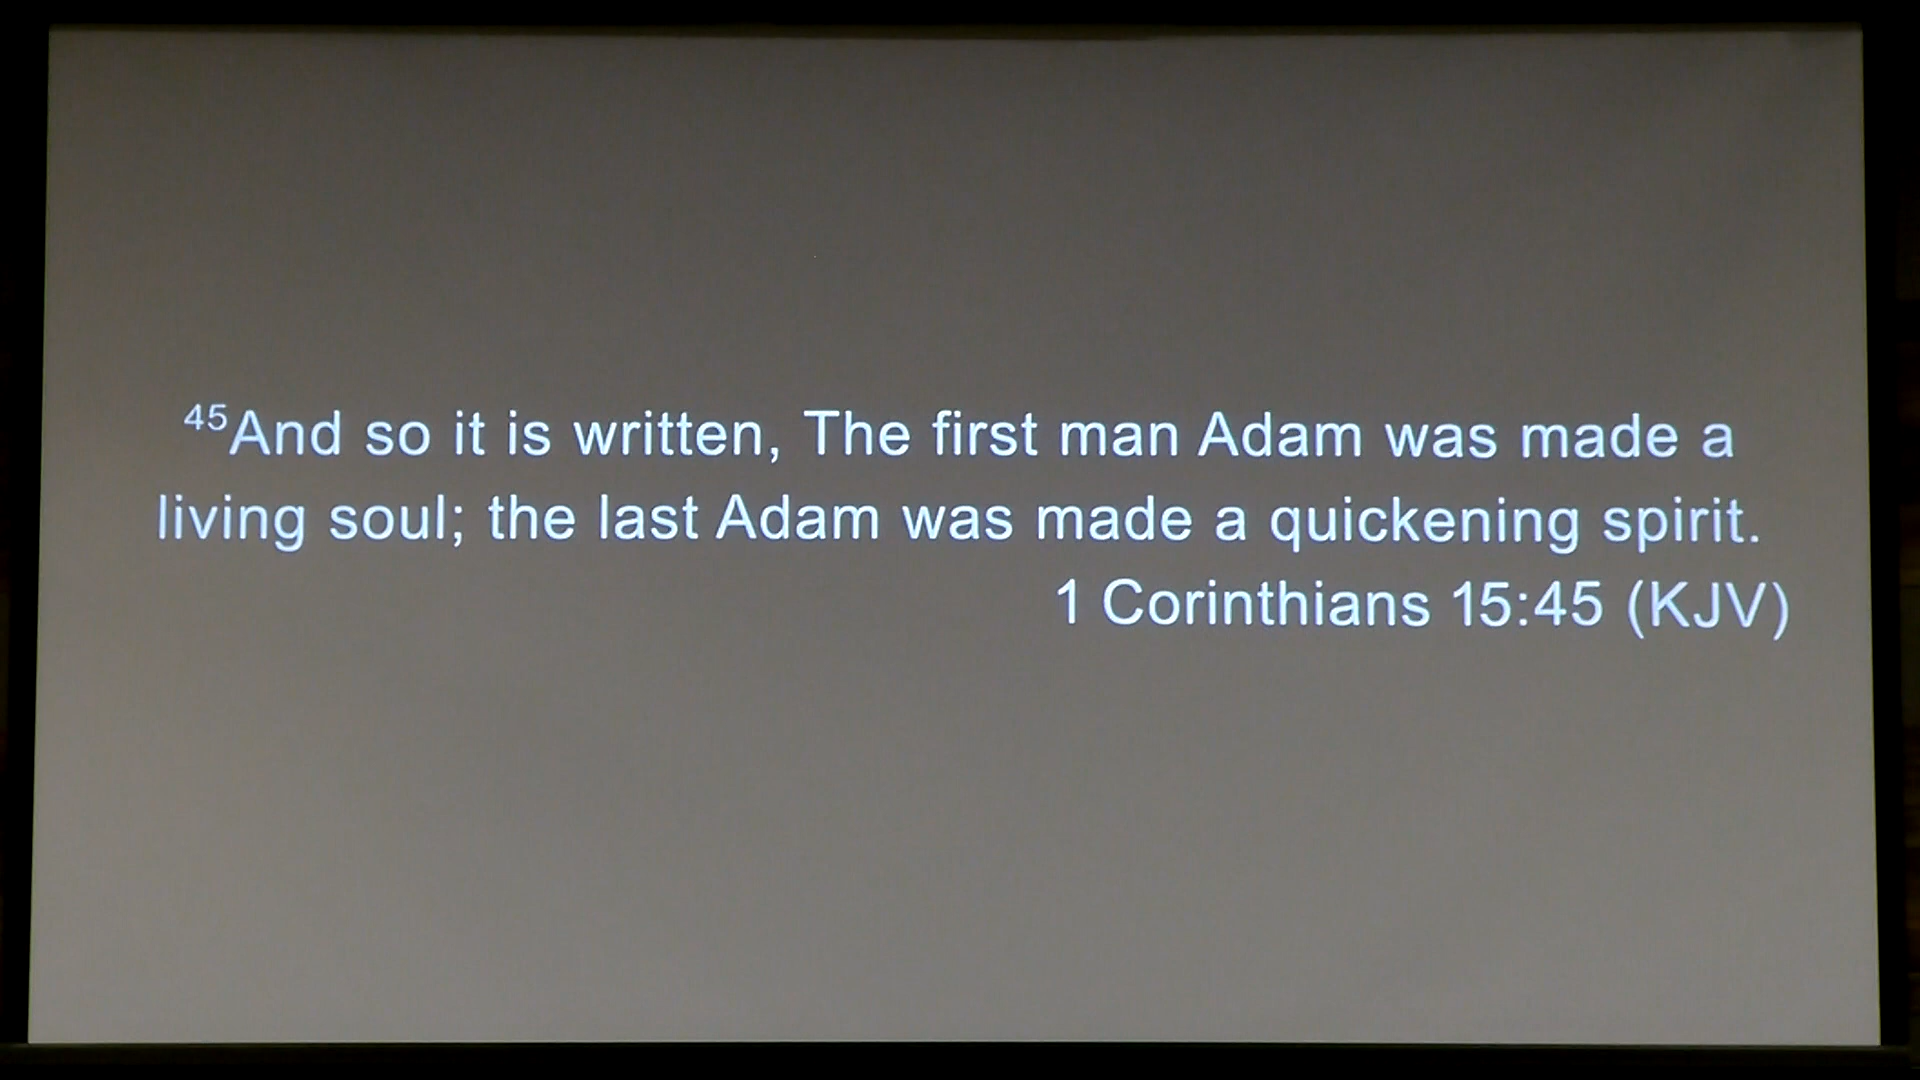 45And so it is written, The first man Adam was made a
living soul; the last Adam was made a quickening spirit.
1 Corinthians 15:45 (KJV)